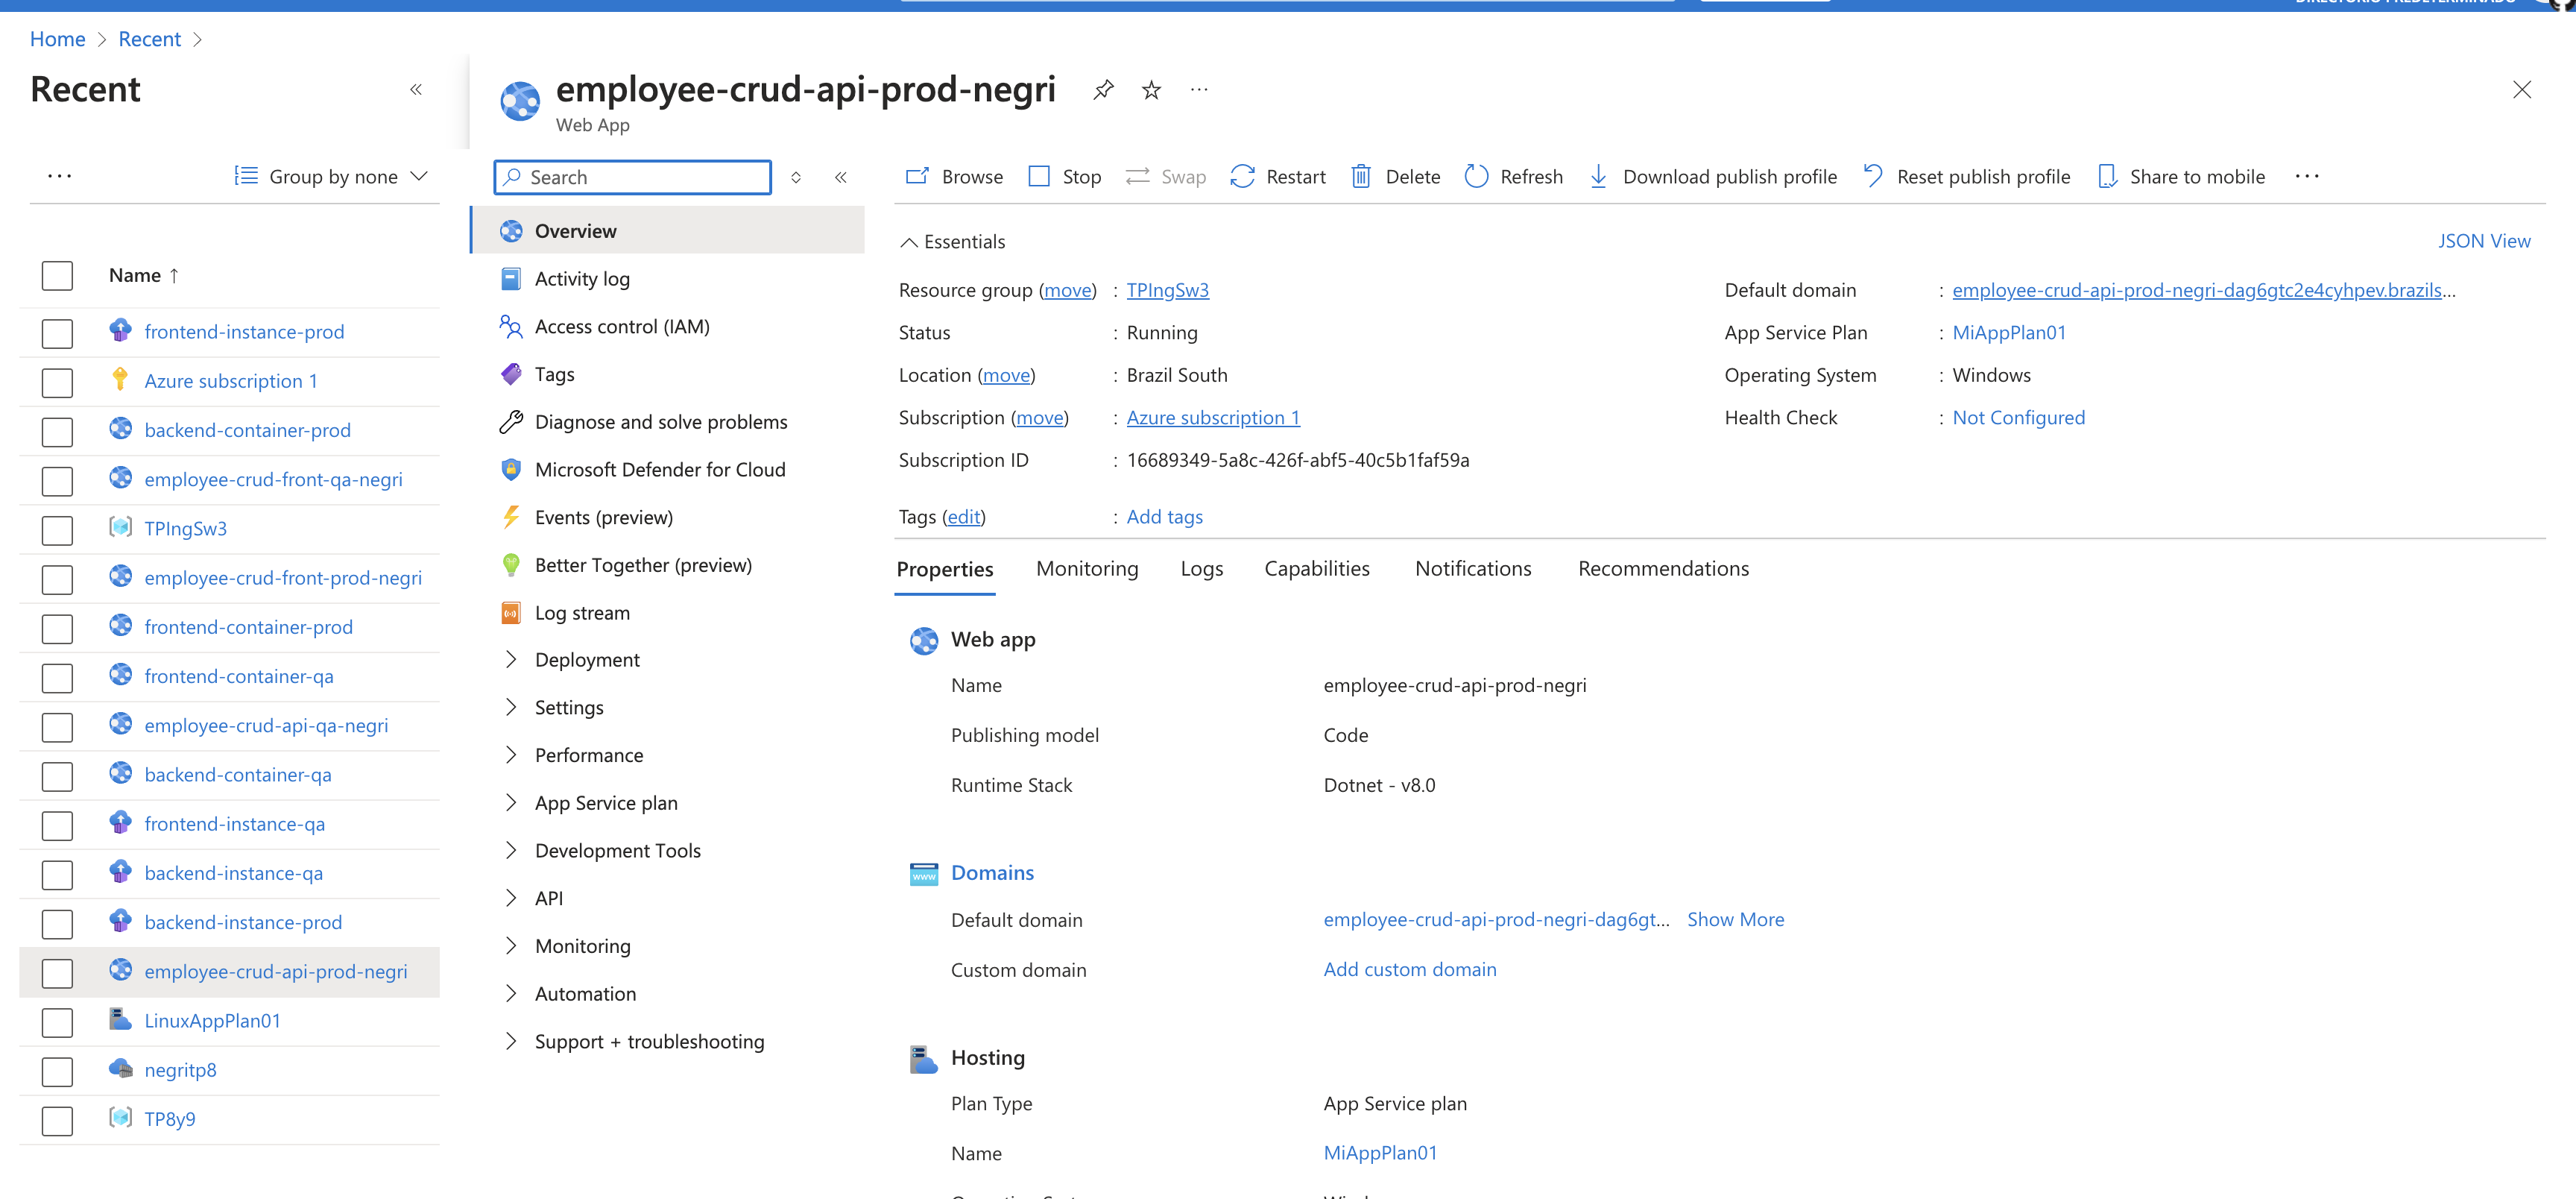 DIRECTORIO PREDETERMINADO
Home > Recent >
Recent
Group by none
Name ↑
frontend-instance-prod
Azure subscription 1
backend-container-prod
employee-crud-front-qa-negri
TPIngSw3
employee-crud-front-prod-negri
frontend-container-prod
frontend-container-qa
employee-crud-api-qa-negri
backend-container-qa
frontend-instance-qa
backend-instance-qa
backend-instance-prod
employee-crud-api-prod-negri
LinuxAppPlan01
negritp8
TP8y9
employee-crud-api-prod-negri
Web App
Search
Overview
Activity log
Access control (IAM)
Tags
Diagnose and solve problems
Microsoft Defender for Cloud
Events (preview)
Better Together (preview)
Log stream
Deployment
Settings
Performance
App Service plan
Development Tools
API
Monitoring
Automation
Support + troubleshooting
Browse Stop Swap Restart Delete Refresh Download publish profile Reset publish profile Share to mobile
Essentials
JSON View
Resource group (move) : TPIngSw3
Status : Running
Location (move) : Brazil South
Subscription (move) : Azure subscription 1
Subscription ID : 16689349-5a8c-426f-abf5-40c5b1faf59a
Tags (edit) : Add tags
Default domain : employee-crud-api-prod-negri-dag6gtc2e4cyhpev.brazils...
App Service Plan : MiAppPlan01
Operating System : Windows
Health Check : Not Configured
Properties Monitoring Logs Capabilities Notifications Recommendations
Web app
Name employee-crud-api-prod-negri
Publishing model Code
Runtime Stack Dotnet - v8.0
www Domains
Default domain employee-crud-api-prod-negri-dag6gt... Show More
Custom domain Add custom domain
Hosting
Plan Type App Service plan
Name MiAppPlan01